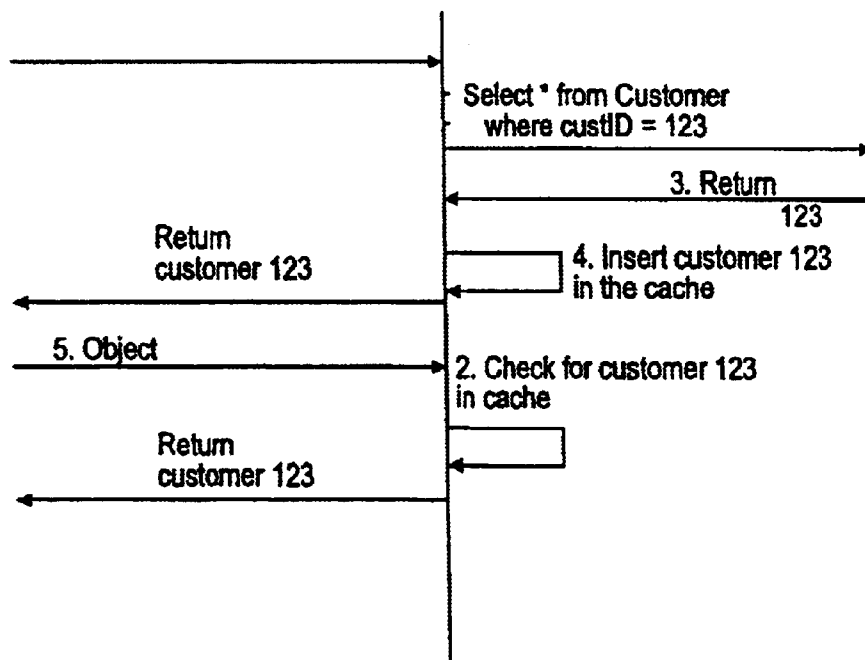 Select * from Customer
where custID = 123
3. Return
123
Return
customer 123
4. Insert customer 123
in the cache
5. Object
2. Check for customer 123
in cache
Return
customer 123